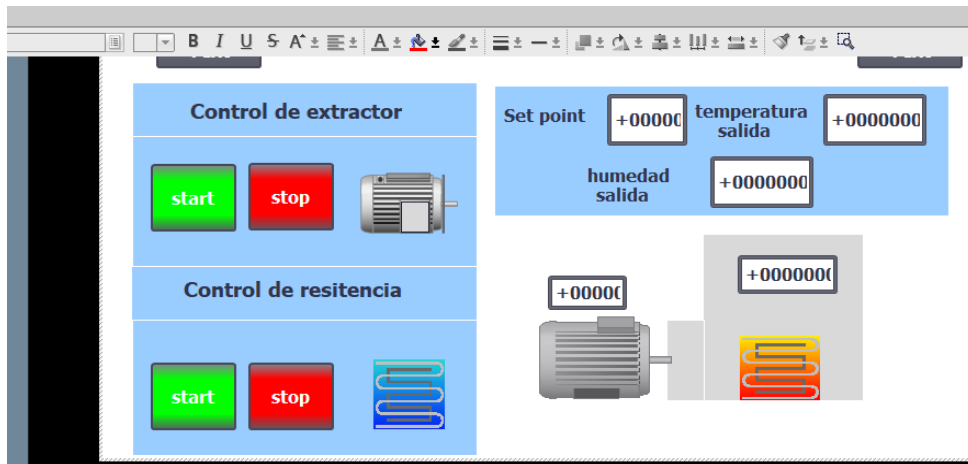 B I U S A
A
Control de extractor
start stop
Control de resitencia
start stop
Set point +00000 temperatura
salida +0000000
humedad
salida +0000000
+0000(
+0000000(